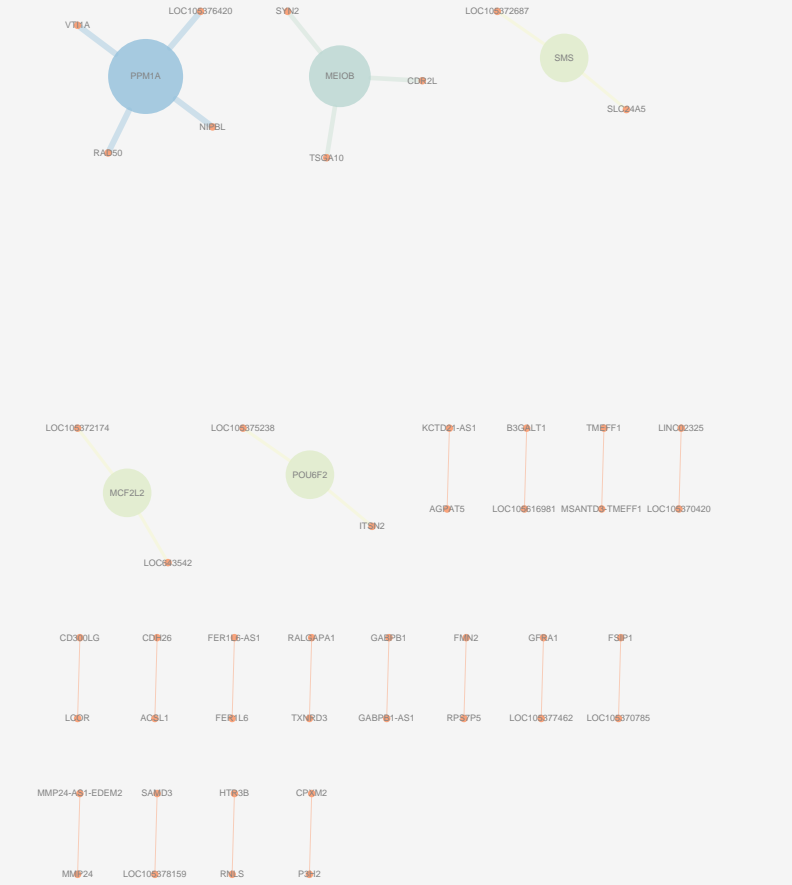 LOC105376420
SYN2
LOC105372687
VTI1A
SMS
PPM1A
MEIOB
CDR2L
SLC24A5
NIPBL
RAD50
TSGA10
LOC105372174
LOC105375238
KCTD21-AS1
B3GALT1
TMEFF1
LINC02325
POU6F2
MCF2L2
AGPAT5
LOC105616981
MSANTD3-TMEFF1
LOC105370420
ITSN2
LOC643542
CD300LG
CDH26
FER1L6-AS1
RALGAPA1
GABPB1
FMN2
GFRA1
FSIP1
LCOR
ACSL1
FER1L6
TXNRD3
GABPB1-AS1
RPS7P5
LOC105377462
LOC105370785
MMP24-AS1-EDEM2
SAMD3
HTR3B
CPXM2
MMP24
LOC105378159
RNLS
P3H2